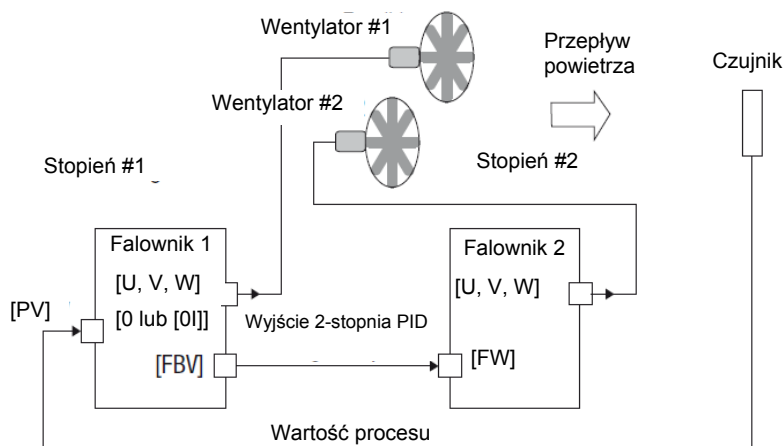 Wentylator #1
Przepływ
powietrza
Czujnik
Wentylator #2
Stopień #1
Stopień #2
Falownik 1
Falownik 2
[U, V, W]
[U, V, W]
[PV]
[0 lub [0I]]
Wyjście 2-stopnia PID
[FBV]
[FW]
Wartość procesu